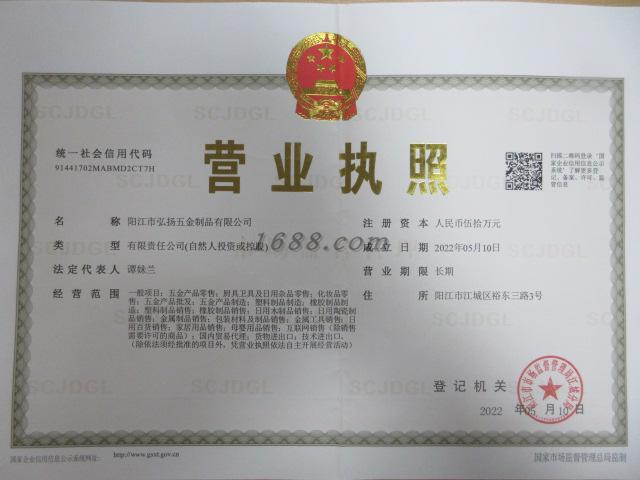 统一社会信用代码
91441702MABMD2CT7H
营业执照
扫描二维码登录“国
家企业信用信息公示
系统”了解更多登
记、备案、许可、监
管信息
名 称 阳江市弘扬五金制品有限公司
类 型 有限责任公司(自然人投资或控股)
法定代表人 谭妹兰
经营范围 一般项目：五金产品零售；厨具卫具及日用杂品零售；化妆品零
售；五金产品批发；五金产品制造；塑料制品制造；橡胶制品制
造；塑料制品销售；橡胶制品销售；日用木制品销售；日用陶瓷制
品销售；金属制品销售；包装材料及制品销售；金属工具销售；日
用百货销售；家居用品销售；母婴用品销售；互联网销售（除销售
需要许可的商品）；国内贸易代理；货物进出口；技术进出口。
（除依法须经批准的项目外，凭营业执照依法自主开展经营活动）
注册资本 人民币伍拾万元
成立日期 2022年05月10日
营业期限 长期
住 所 阳江市江城区裕东三路3号
1688.com
登记机关
2022 年05 月10日
国家企业信用信息公示系统网址：
http://www.gsxt.gov.cn
国家市场监督管理总局监制
SCJDGL